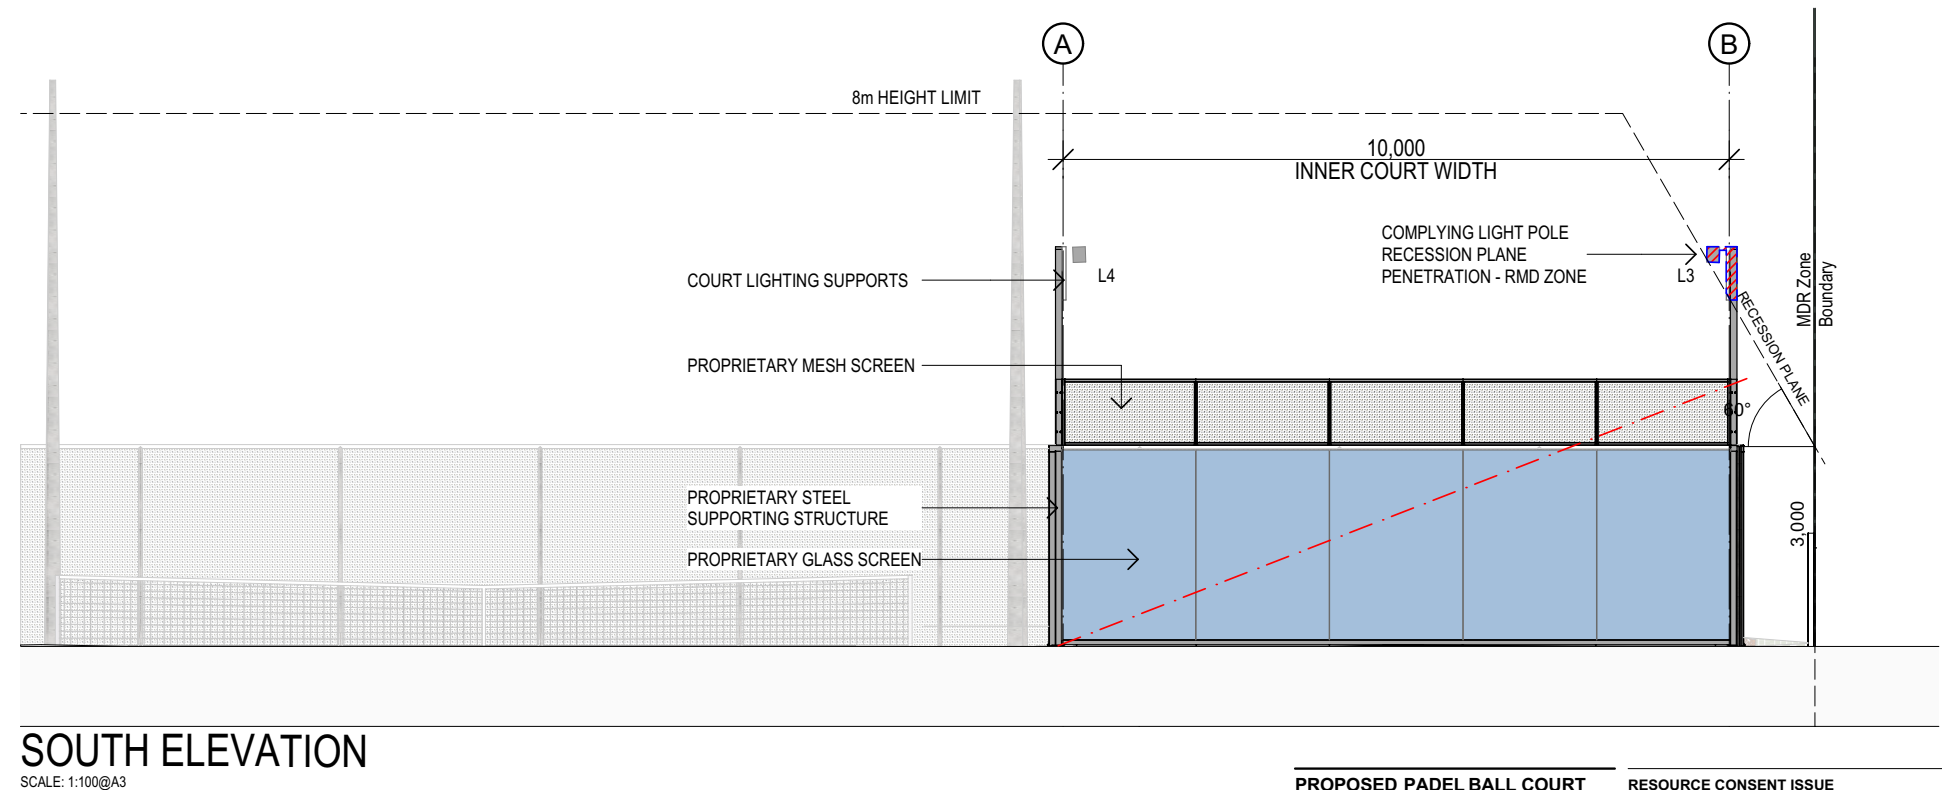 A
B
8m HEIGHT LIMIT
10,000
INNER COURT WIDTH
COMPLYING LIGHT POLE
RECESSION PLANE
PENETRATION - RMD ZONE
L3
L4
COURT LIGHTING SUPPORTS
MDR Zone
Boundary
RECESSION PLANE
PROPRIETARY MESH SCREEN
60°
PROPRIETARY STEEL
SUPPORTING STRUCTURE
3,000
PROPRIETARY GLASS SCREEN
SOUTH ELEVATION
SCALE: 1:100@A3
PROPOSED PADEL BALL COURT
RESOURCE CONSENT ISSUE